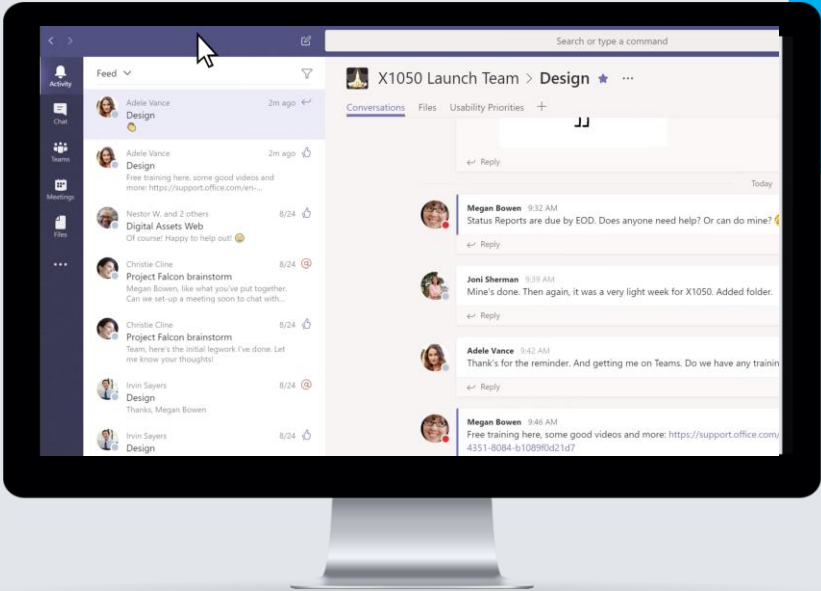 Search or type a command
Activity
Chat
Teams
Meetings
Files
Feed
Adele Vance 2m ago
Design
Adele Vance 2m ago
Design
Free training here, some good videos and
more: https://support.office.com/en-...
Nestor W. and 2 others 8/24
Digital Assets Web
Of course! Happy to help out!
Christie Cline 8/24
Project Falcon brainstorm
Megan Bowen, like what you've put together.
Can we set-up a meeting soon to chat with...
Christie Cline 8/24
Project Falcon brainstorm
Team, here's the initial legwork I've done. Let
me know your thoughts!
Irvin Sayers 8/24
Design
Thanks, Megan Bowen
Irvin Sayers 8/24
Design
X1050 Launch Team > Design ...
Conversations Files Usability Priorities +
Reply
Today
Megan Bowen 9:32 AM
Status Reports are due by EOD. Does anyone need help? Or can do mine?
Reply
Joni Sherman 9:39 AM
Mine's done. Then again, it was a very light week for X1050. Added folder.
Reply
Adele Vance 9:42 AM
Thank's for the reminder. And getting me on Teams. Do we have any trainin
Reply
Megan Bowen 9:46 AM
Free training here, some good videos and more: https://support.office.com/
4351-8084-b1089f0d21d7